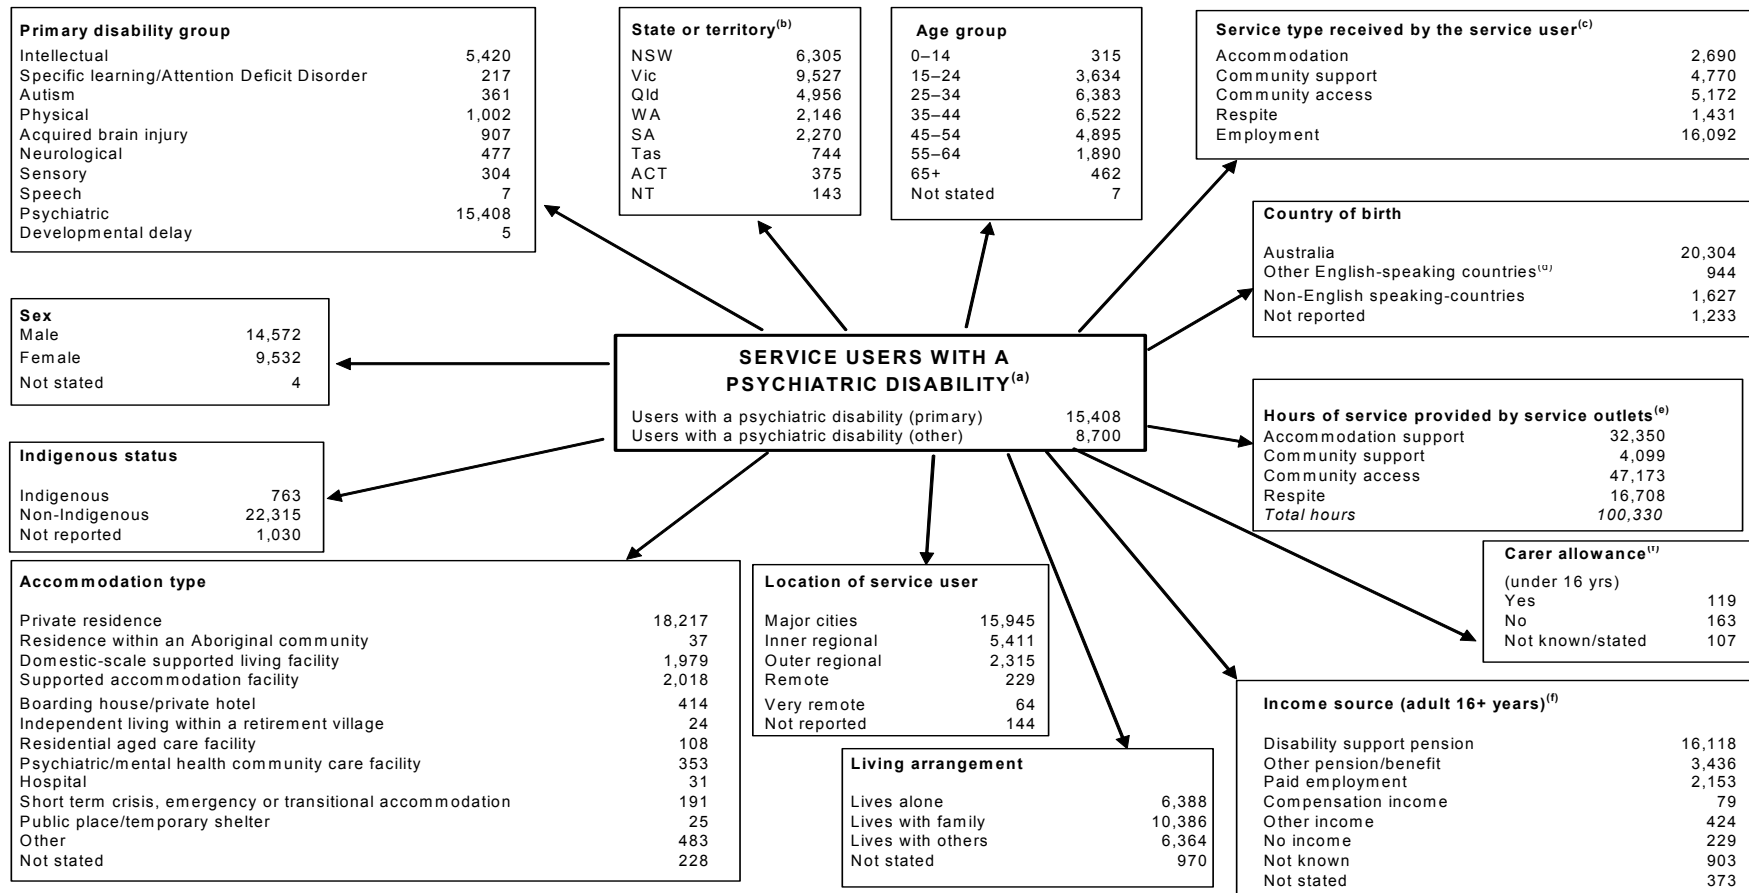 Primary disability group
Intellectual 5,420
Specific learning/Attention Deficit Disorder 217
Autism 361
Physical 1,002
Acquired brain injury 907
Neurological 477
Sensory 304
Speech 7
Psychiatric 15,408
Developmental delay 5
State or territory(b)
NSW 6,305
Vic 9,527
Qld 4,956
WA 2,146
SA 2,270
Tas 744
ACT 375
NT 143
Age group
0–14 315
15–24 3,634
25–34 6,383
35–44 6,522
45–54 4,895
55–64 1,890
65+ 462
Not stated 7
Service type received by the service user(c)
Accommodation 2,690
Community support 4,770
Community access 5,172
Respite 1,431
Employment 16,092
Country of birth
Australia 20,304
Other English-speaking countries(d) 944
Non-English speaking-countries 1,627
Not reported 1,233
Sex
Male 14,572
Female 9,532
Not stated 4
SERVICE USERS WITH A
PSYCHIATRIC DISABILITY(a)
Users with a psychiatric disability (primary) 15,408
Users with a psychiatric disability (other) 8,700
Hours of service provided by service outlets(e)
Accommodation support 32,350
Community support 4,099
Community access 47,173
Respite 16,708
Total hours 100,330
Indigenous status
Indigenous 763
Non-Indigenous 22,315
Not reported 1,030
Carer allowance(f)
(under 16 yrs)
Yes 119
No 163
Not known/stated 107
Accommodation type
Private residence 18,217
Residence within an Aboriginal community 37
Domestic-scale supported living facility 1,979
Supported accommodation facility 2,018
Boarding house/private hotel 414
Independent living within a retirement village 24
Residential aged care facility 108
Psychiatric/mental health community care facility 353
Hospital 31
Short term crisis, emergency or transitional accommodation 191
Public place/temporary shelter 25
Other 483
Not stated 228
Location of service user
Major cities 15,945
Inner regional 5,411
Outer regional 2,315
Remote 229
Very remote 64
Not reported 144
Living arrangement
Lives alone 6,388
Lives with family 10,386
Lives with others 6,364
Not stated 970
Income source (adult 16+ years)(f)
Disability support pension 16,118
Other pension/benefit 3,436
Paid employment 2,153
Compensation income 79
Other income 424
No income 229
Not known 903
Not stated 373